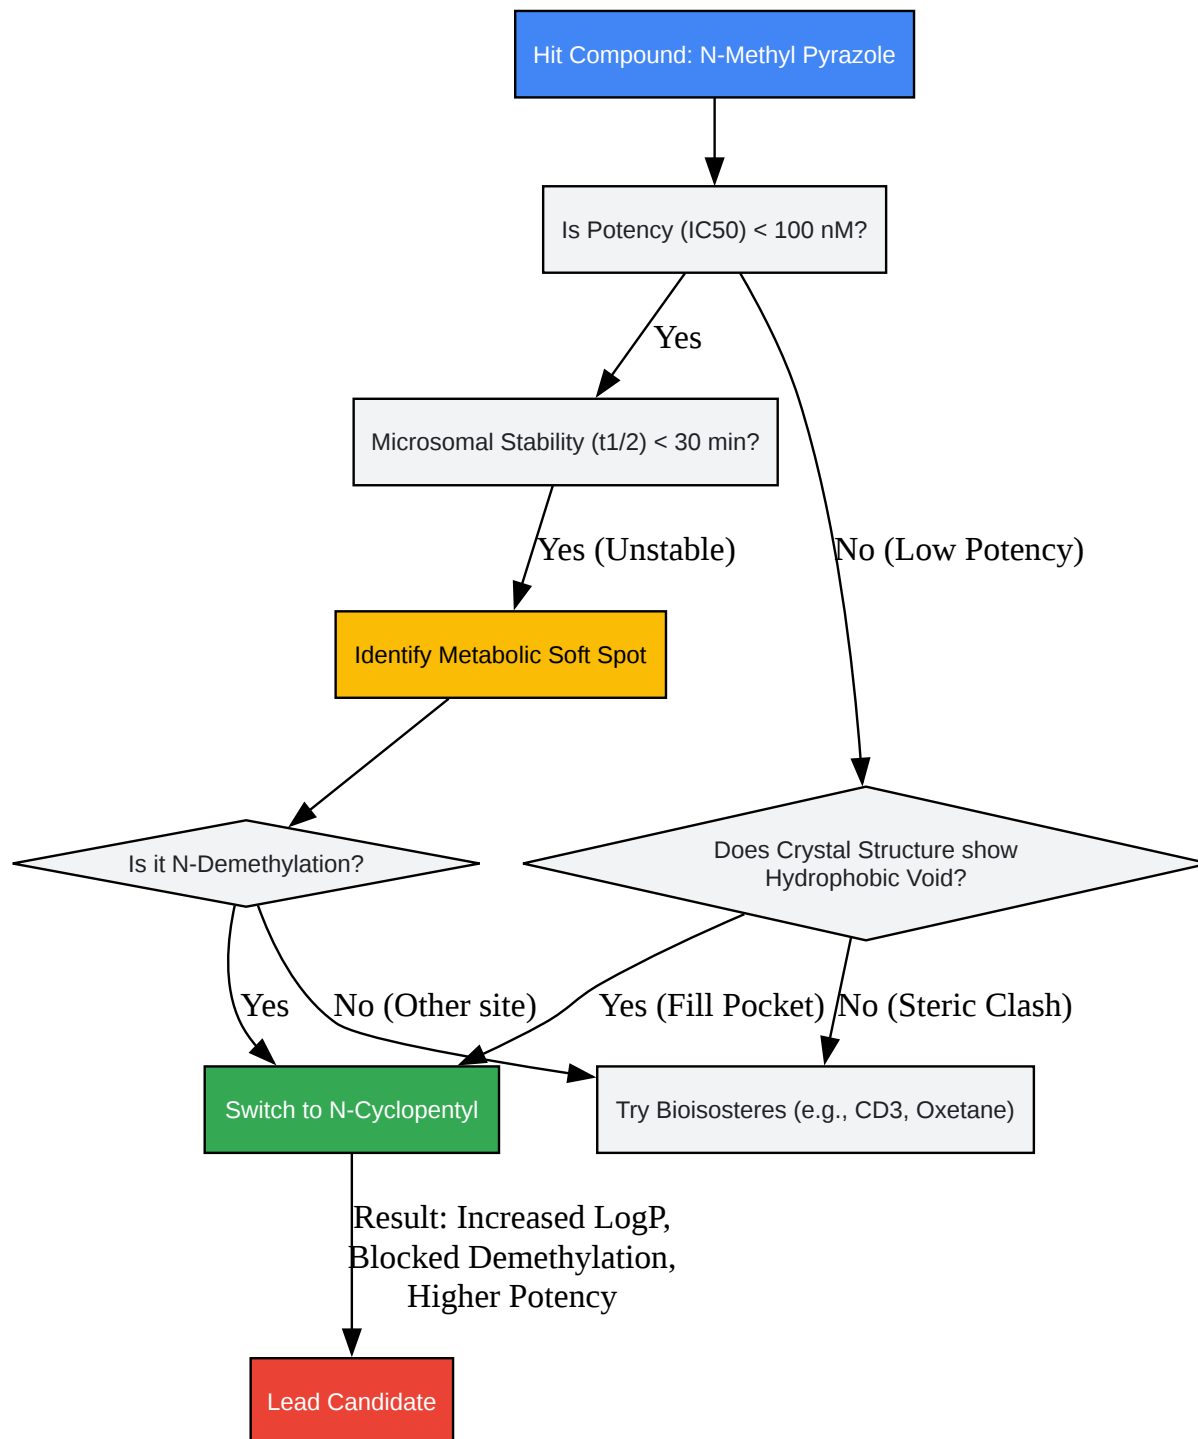 Hit Compound: N-Methyl Pyrazole
Is Potency (IC50) < 100 nM?
Yes
Microsomal Stability (t1/2) < 30 min?
Yes (Unstable)
No (Low Potency)
Identify Metabolic Soft Spot
Is it N-Demethylation?
Does Crystal Structure show
Hydrophobic Void?
Yes
No (Other site)
Yes (Fill Pocket)
No (Steric Clash)
Switch to N-Cyclopentyl
Try Bioisosteres (e.g., CD3, Oxetane)
Result: Increased LogP,
Blocked Demethylation,
Higher Potency
Lead Candidate